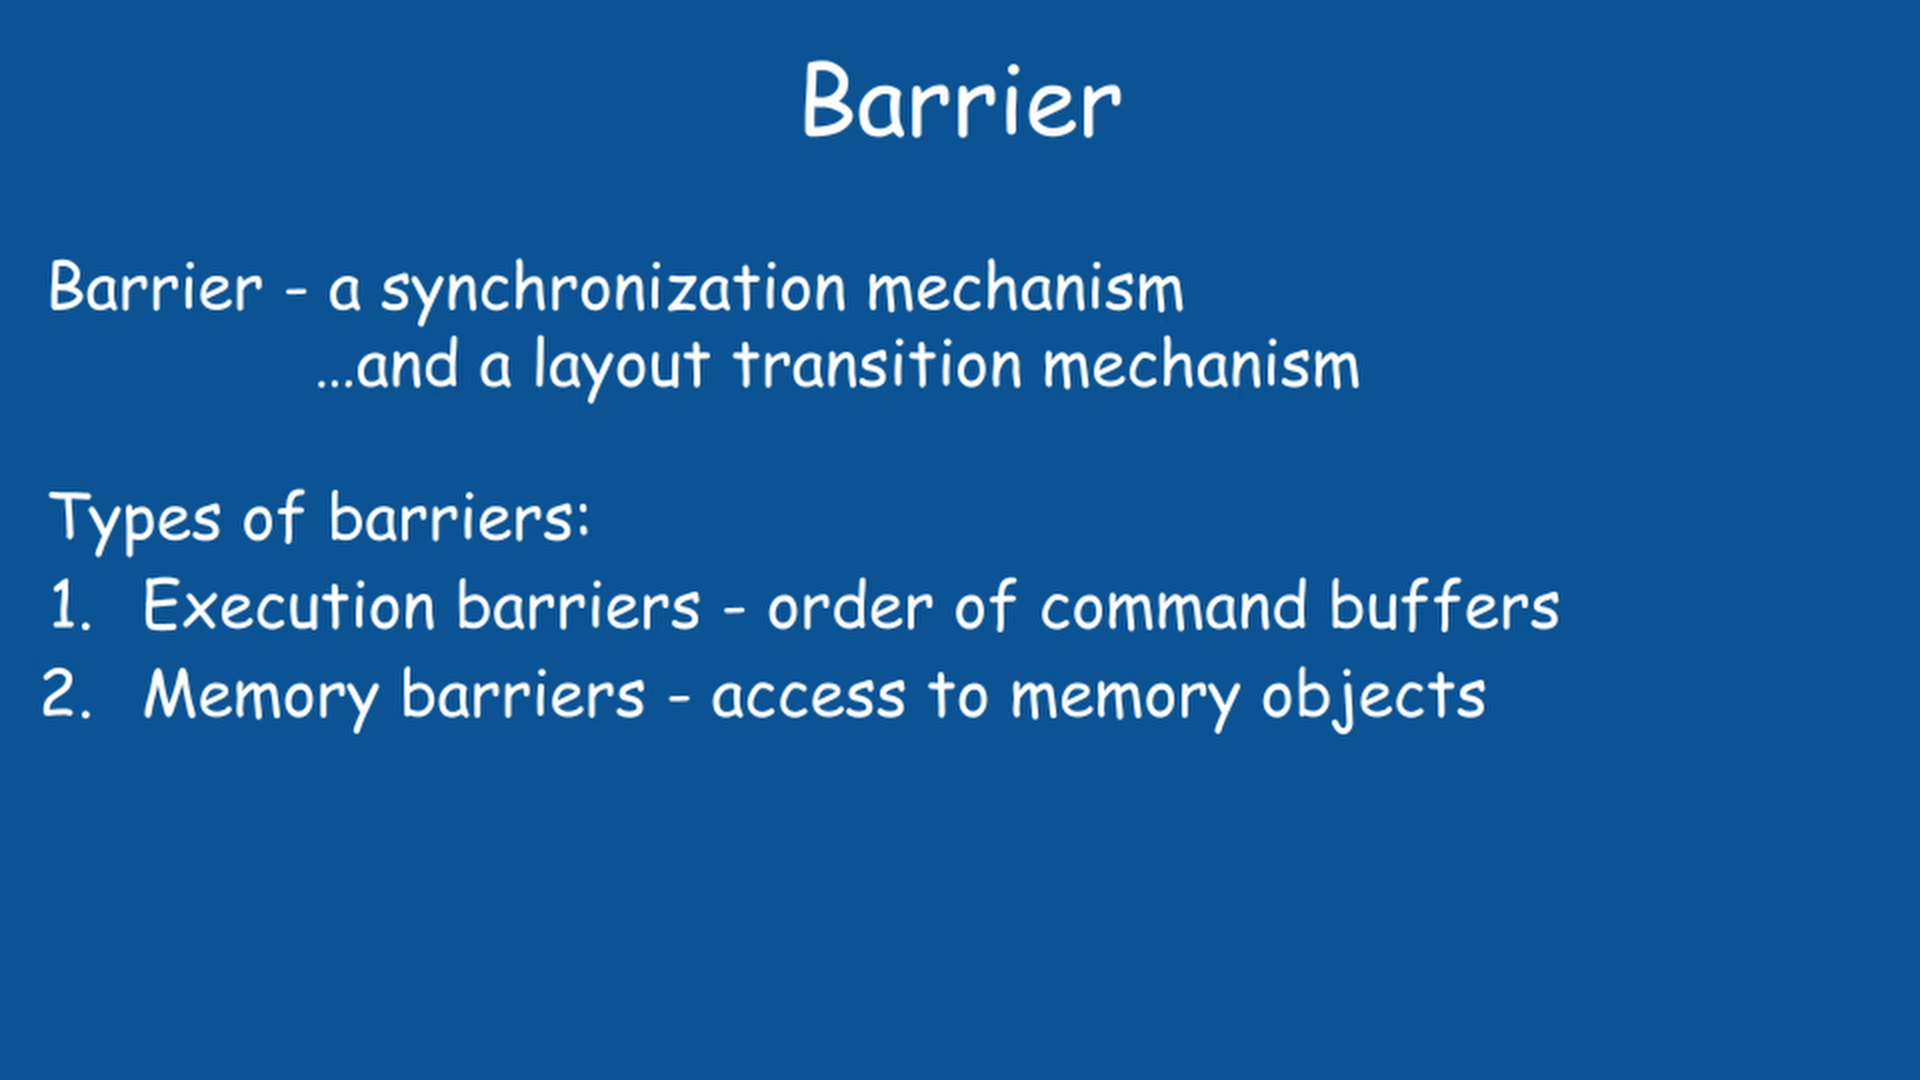 Barrier
Barrier - a synchronization mechanism
...and a layout transition mechanism
Types of barriers:
1. Execution barriers - order of command buffers
2. Memory barriers - access to memory objects